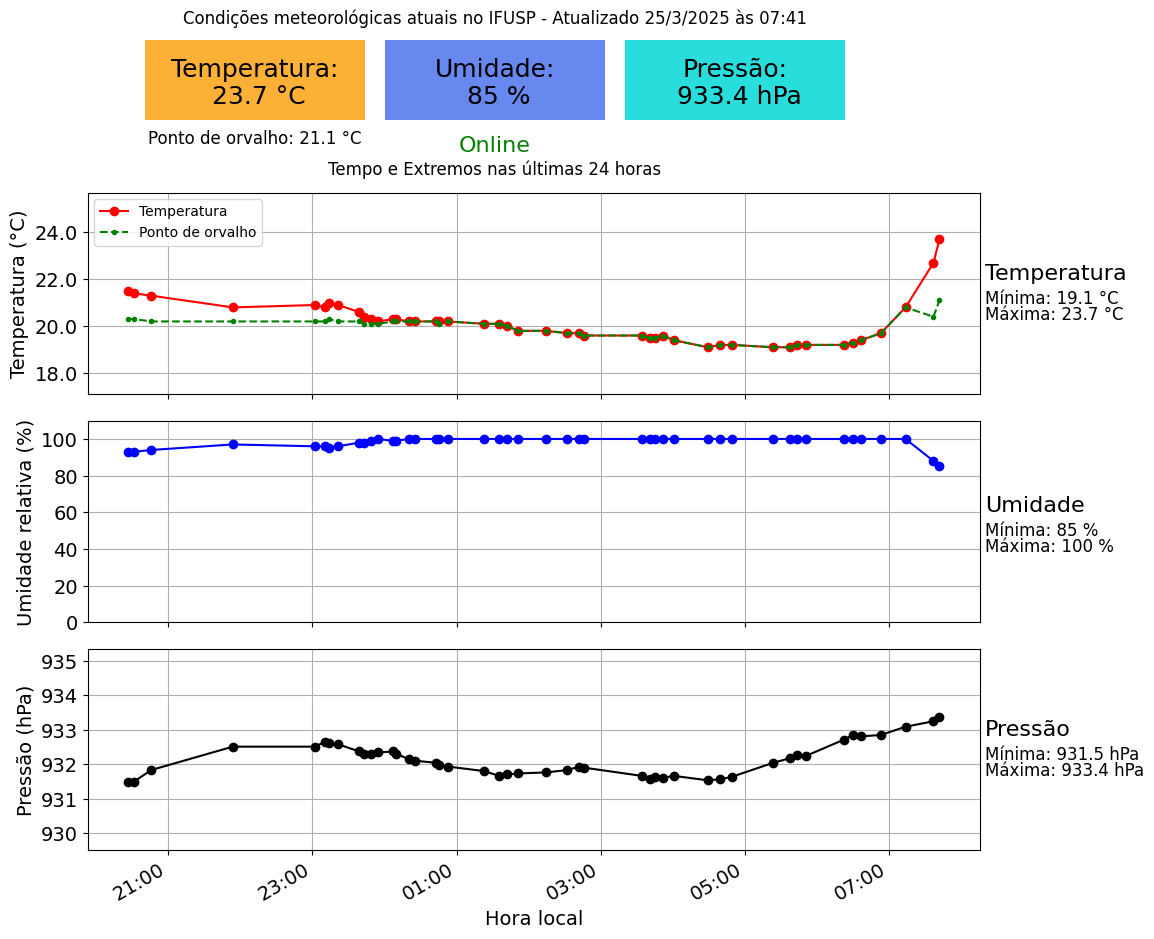 Condições meteorológicas atuais no IFUSP - Atualizado 25/3/2025 às 07:41
Temperatura:
23.7 °C
Umidade:
85 %
Pressão:
933.4 hPa
Ponto de orvalho: 21.1 °C
Online
Tempo e Extremos nas últimas 24 horas
Temperatura (°C)
24.0
22.0
20.0
18.0
Temperatura
Ponto de orvalho
Temperatura
Mínima: 19.1 °C
Máxima: 23.7 °C
Umidade relativa (%)
100
80
60
40
20
0
Umidade
Mínima: 85 %
Máxima: 100 %
Pressão (hPa)
935
934
933
932
931
930
Pressão
Mínima: 931.5 hPa
Máxima: 933.4 hPa
21:00
23:00
01:00
03:00
05:00
07:00
Hora local